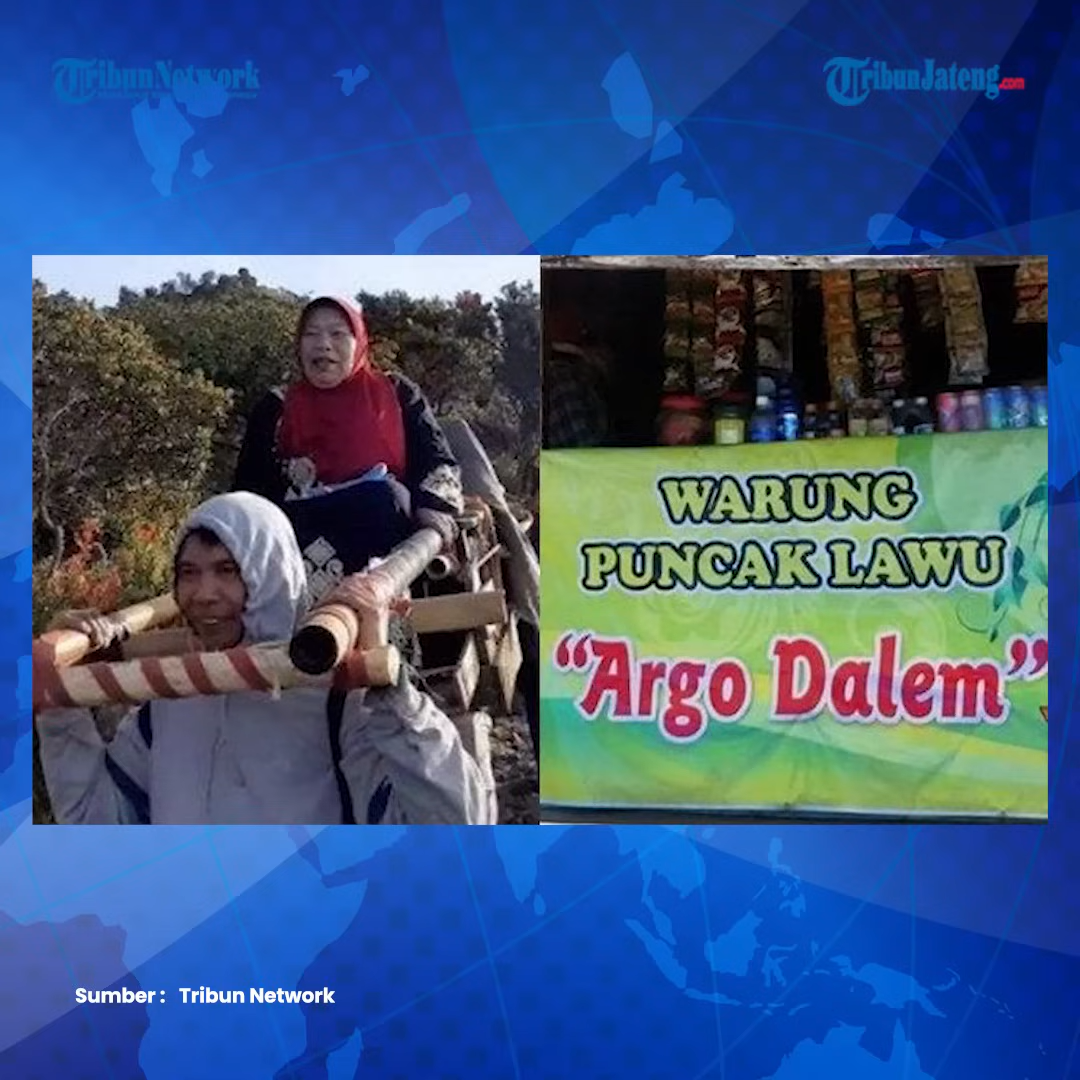 TribunNetwork
TribunJateng.com
WARUNG
PUNCAK LAWU
"Argo Dalem"
Sumber : Tribun Network